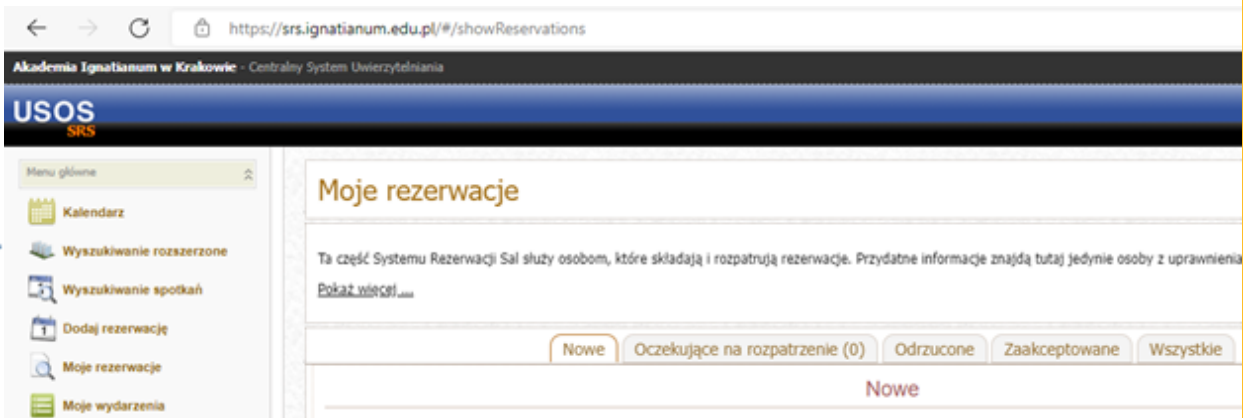 https://srs.ignatianum.edu.pl/#/showReservations
Akademia Ignatianum w Krakowie - Centralny System Uwierzytelniania
USOS
SRS
Menu główne
Kalendarz
Wyszukiwanie rozszerzone
Wyszukiwanie spotkań
Dodaj rezerwację
Moje rezerwacje
Moje wydarzenia
Moje rezerwacje
Ta część Systemu Rezerwacji Sal służy osobom, które składają i rozpatrują rezerwacje. Przydatne informacje znajdą tutaj jedynie osoby z uprawnienia
Pokaż więcej ...
Nowe Oczekujące na rozpatrzenie (0) Odrzucone Zaakceptowane Wszystkie
Nowe